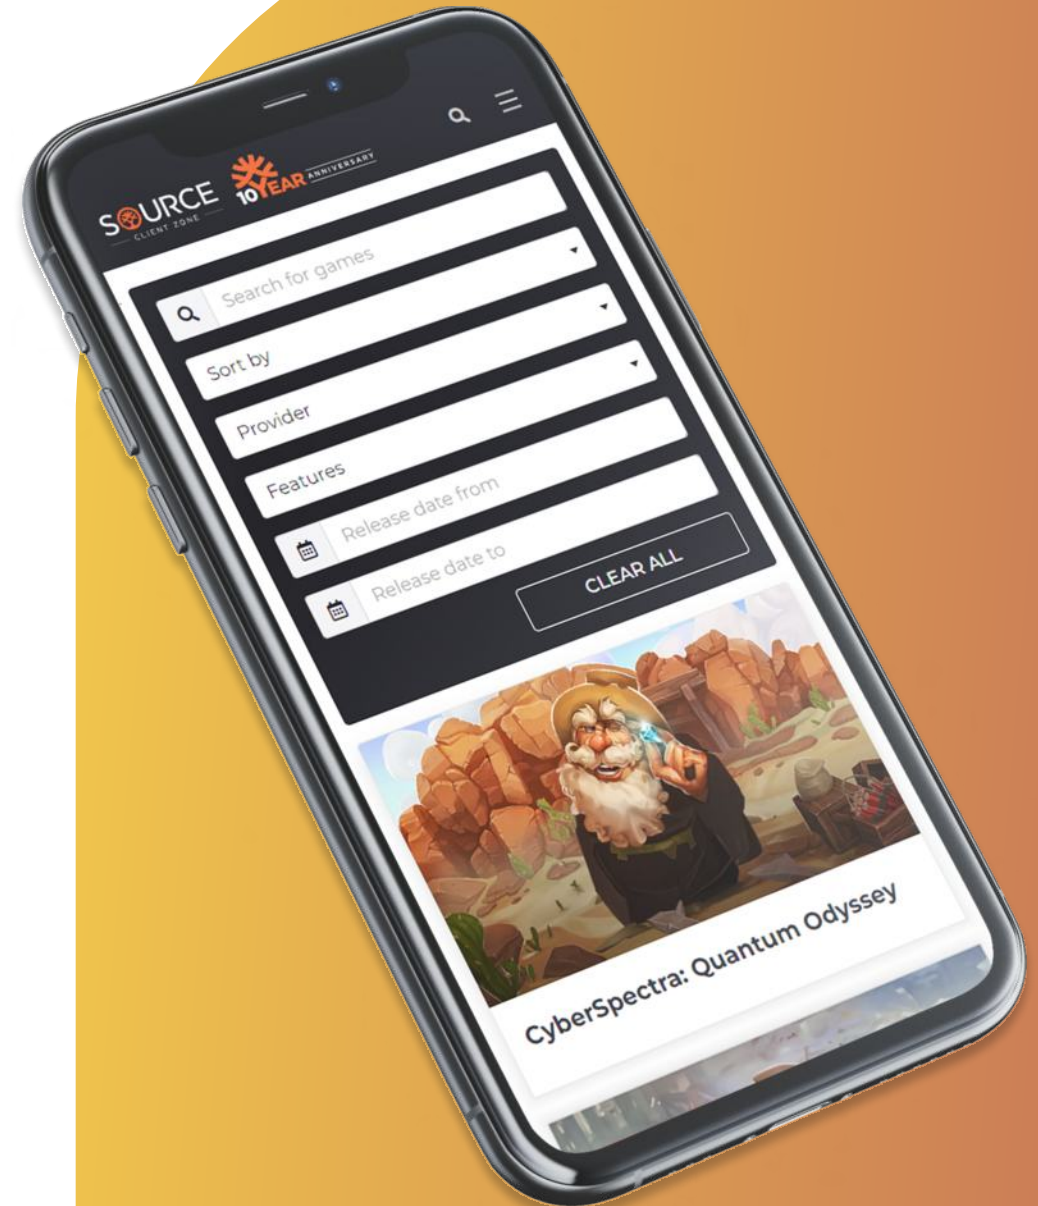 SOURCE
CLIENT ZONE
10 YEAR ANNIVERSARY
Search for games
Sort by
Provider
Features
Release date from
Release date to
CLEAR ALL
CyberSpectra: Quantum Odyssey